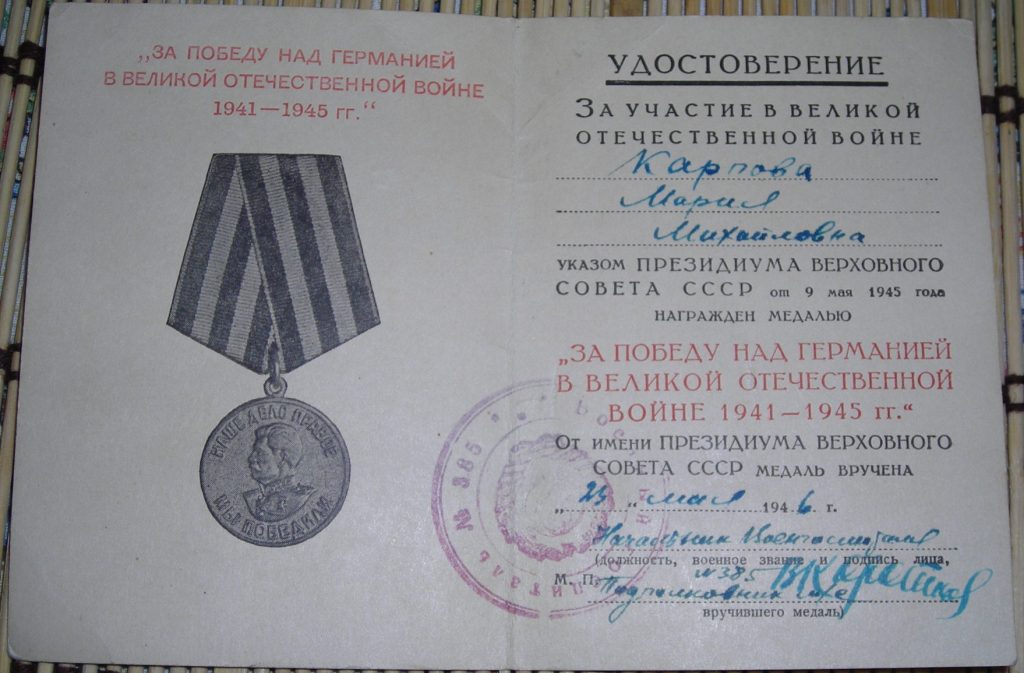 „ЗА ПОБЕДУ НАД ГЕРМАНИЕЙ
В ВЕЛИКОЙ ОТЕЧЕСТВЕННОЙ ВОЙНЕ
1941—1945 гг.“
НАШЕ ДЕЛО ПРАВОЕ
МЫ ПОБЕДИЛИ
УДОСТОВЕРЕНИЕ
ЗА УЧАСТИЕ В ВЕЛИКОЙ
ОТЕЧЕСТВЕННОЙ ВОЙНЕ
Карпова
Мария
Михайловна
УКАЗОМ ПРЕЗИДИУМА ВЕРХОВНОГО
СОВЕТА СССР от 9 мая 1945 года
НАГРАЖДЕН МЕДАЛЬЮ
„ЗА ПОБЕДУ НАД ГЕРМАНИЕЙ
В ВЕЛИКОЙ ОТЕЧЕСТВЕННОЙ
ВОЙНЕ 1941—1945 гг.“
От имени ПРЕЗИДИУМА ВЕРХОВНОГО
СОВЕТА СССР МЕДАЛЬ ВРУЧЕНА
„ “ мая 1946 г.
Начальник Военгоспиталя
(должность, военное звание и подпись лица,
№385
М. П. Подполковник м/с
вручившего медаль)
питаль № 385